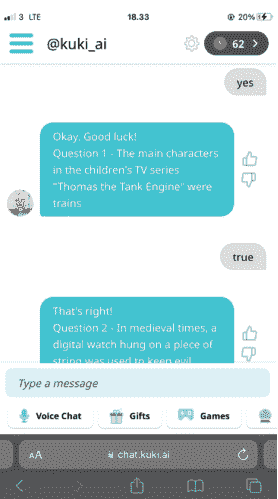 3 LTE
18.33
20%
@kuki_ai
62
yes
Okay, Good luck!
Question 1 - The main characters
in the children's TV series
"Thomas the Tank Engine" were
trains
true
That's right!
Question 2 - In medieval times, a
digital watch hung on a piece of
string was used to keep evil
Type a message
Voice Chat
Gifts
Games
AA
chat.kuki.ai